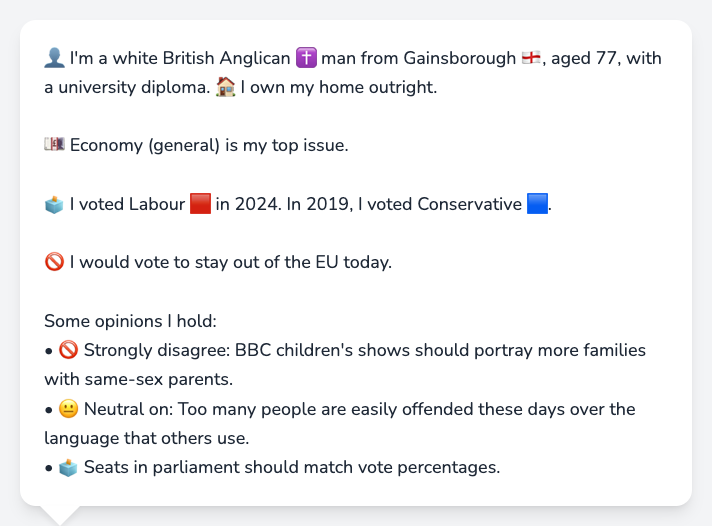 👤 I'm a white British Anglican ✝️ man from Gainsborough 🏴󠁧󠁢󠁥󠁮󠁧󠁿, aged 77, with
a university diploma. 🏠 I own my home outright.
💷 Economy (general) is my top issue.
🗳️ I voted Labour 🟥 in 2024. In 2019, I voted Conservative 🟦.
🚫 I would vote to stay out of the EU today.
Some opinions I hold:
• 🚫 Strongly disagree: BBC children's shows should portray more families
with same-sex parents.
• 😐 Neutral on: Too many people are easily offended these days over the
language that others use.
• 🗳️ Seats in parliament should match vote percentages.